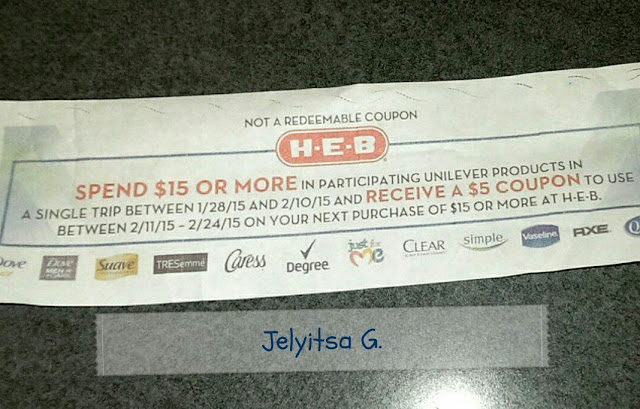 NOT A REDEEMABLE COUPON
H·E·B
SPEND $15 OR MORE IN PARTICIPATING UNILEVER PRODUCTS IN
A SINGLE TRIP BETWEEN 1/28/15 AND 2/10/15 AND RECEIVE A $5 COUPON TO USE
BETWEEN 2/11/15 - 2/24/15 ON YOUR NEXT PURCHASE OF $15 OR MORE AT H-E-B.
Dove Dove MEN+CARE Suave TRESemmé Caress Degree just for me CLEAR simple Vaseline AXE Q
Jelyitsa G.